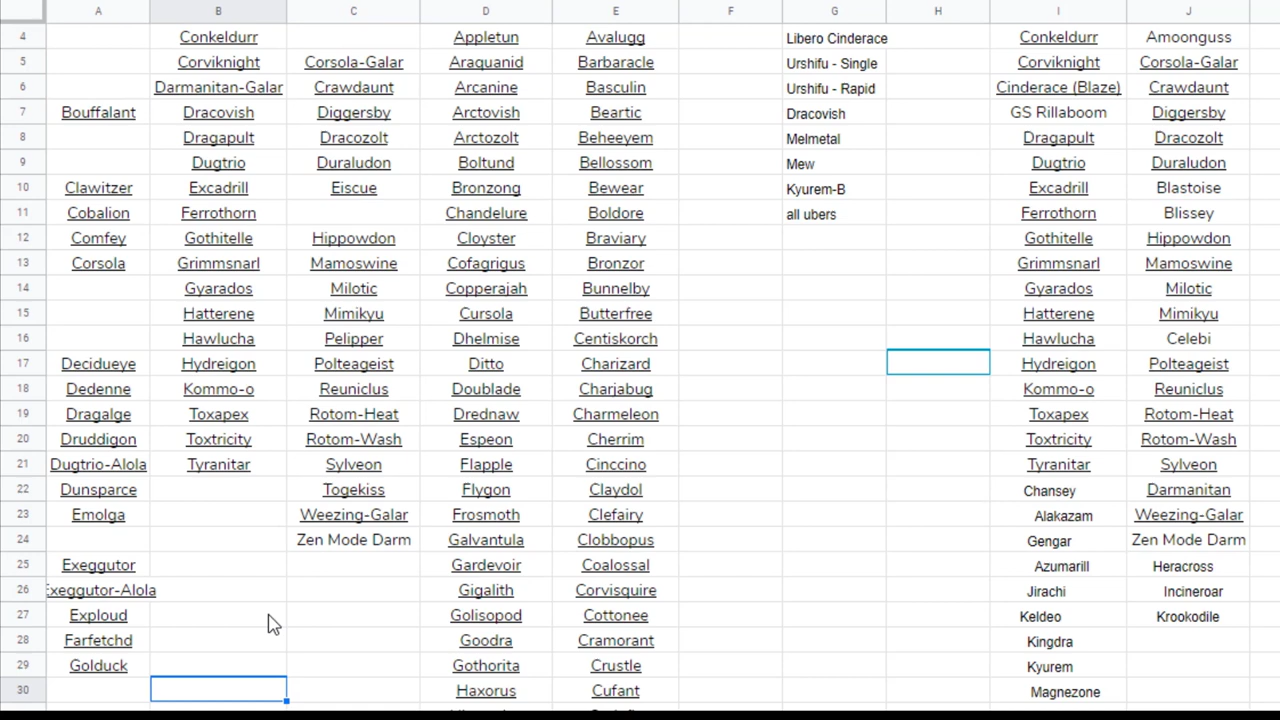 A B C D E F G H I J
4 Conkeldurr Appletun Avalugg Libero Cinderace Conkeldurr Amoonguss
5 Corviknight Corsola-Galar Araquanid Barbaracle Urshifu - Single Corviknight Corsola-Galar
6 Darmanitan-Galar Crawdaunt Arcanine Basculin Urshifu - Rapid Cinderace (Blaze) Crawdaunt
7 Bouffalant Dracovish Diggersby Arctovish Beartic Dracovish GS Rillaboom Diggersby
8 Dragapult Dracozolt Arctozolt Beheeyem Melmetal Dragapult Dracozolt
9 Dugtrio Duraludon Boltund Bellossom Mew Dugtrio Duraludon
10 Clawitzer Excadrill Eiscue Bronzong Bewear Kyurem-B Excadrill Blastoise
11 Cobalion Ferrothorn Chandelure Boldore all ubers Ferrothorn Blissey
12 Comfey Gothitelle Hippowdon Cloyster Braviary Gothitelle Hippowdon
13 Corsola Grimmsnarl Mamoswine Cofagrigus Bronzor Grimmsnarl Mamoswine
14 Gyarados Milotic Copperajah Bunnelby Gyarados Milotic
15 Hatterene Mimikyu Cursola Butterfree Hatterene Mimikyu
16 Hawlucha Pelipper Dhelmise Centiskorch Hawlucha Celebi
17 Decidueye Hydreigon Polteageist Ditto Charizard Hydreigon Polteageist
18 Dedenne Kommo-o Reuniclus Doublade Charjabug Kommo-o Reuniclus
19 Dragalge Toxapex Rotom-Heat Drednaw Charmeleon Toxapex Rotom-Heat
20 Druddigon Toxtricity Rotom-Wash Espeon Cherrim Toxtricity Rotom-Wash
21 Dugtrio-Alola Tyranitar Sylveon Flapple Cinccino Tyranitar Sylveon
22 Dunsparce Togekiss Flygon Claydol Chansey Darmanitan
23 Emolga Weezing-Galar Frosmoth Clefairy Alakazam Weezing-Galar
24 Zen Mode Darm Galvantula Clobbopus Gengar Zen Mode Darm
25 Exeggutor Gardevoir Coalossal Azumarill Heracross
26 Exeggutor-Alola Gigalith Corvisquire Jirachi Incineroar
27 Exploud Golisopod Cottonee Keldeo Krookodile
28 Farfetchd Goodra Cramorant Kingdra
29 Golduck Gothorita Crustle Kyurem
30 Haxorus Cufant Magnezone